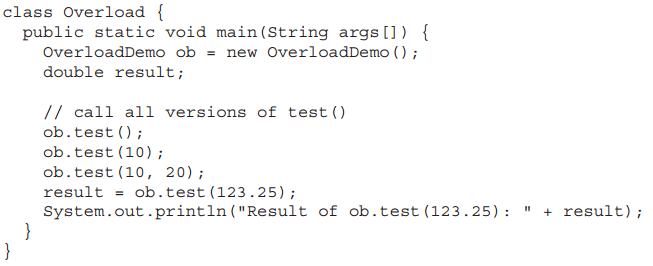 class Overload {
  public static void main(String args[]) {
    OverloadDemo ob = new OverloadDemo();
    double result;

    // call all versions of test()
    ob.test();
    ob.test(10);
    ob.test(10, 20);
    result = ob.test(123.25);
    System.out.println("Result of ob.test(123.25): " + result);
  }
}